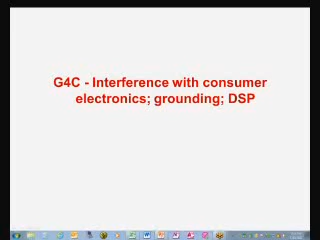 G4C - Interference with consumer
electronics; grounding; DSP